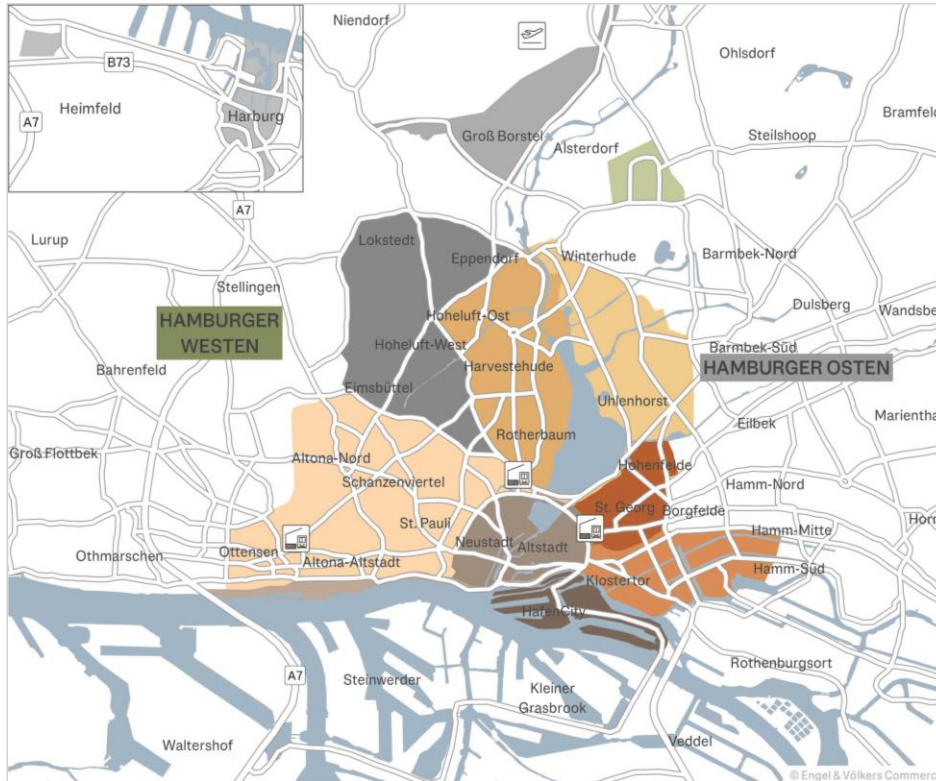 Niendorf
Ohlsdorf
B73
Heimfeld
A7
Harburg
Bramfeld
Groß Borstel
Alsterdorf
Steilshoop
A7
Lurup
Lokstedt
Eppendorf
Winterhude
Barmbek-Nord
Stellingen
Dulsberg
Wandsbe
HAMBURGER
WESTEN
Hoheluft-Ost
Hoheluft-West
Barmbek-Süd
Bahrenfeld
Harvestehude
HAMBURGER OSTEN
Eimsbüttel
Uhlenhorst
Marientha
Eilbek
Rotherbaum
Groß Flottbek
Altona-Nord
Hohenfelde
Schanzenviertel
Hamm-Nord
St. Georg
Borgfelde
St. Pauli
Horn
Hamm-Mitte
Neustadt
Altstadt
Othmarschen
Ottensen
Altona-Altstadt
Hamm-Süd
Klostertor
HafenCity
Rothenburgsort
A7
Steinwerder
Kleiner
Grasbrook
Waltershof
Veddel
© Engel & Völkers Commerc